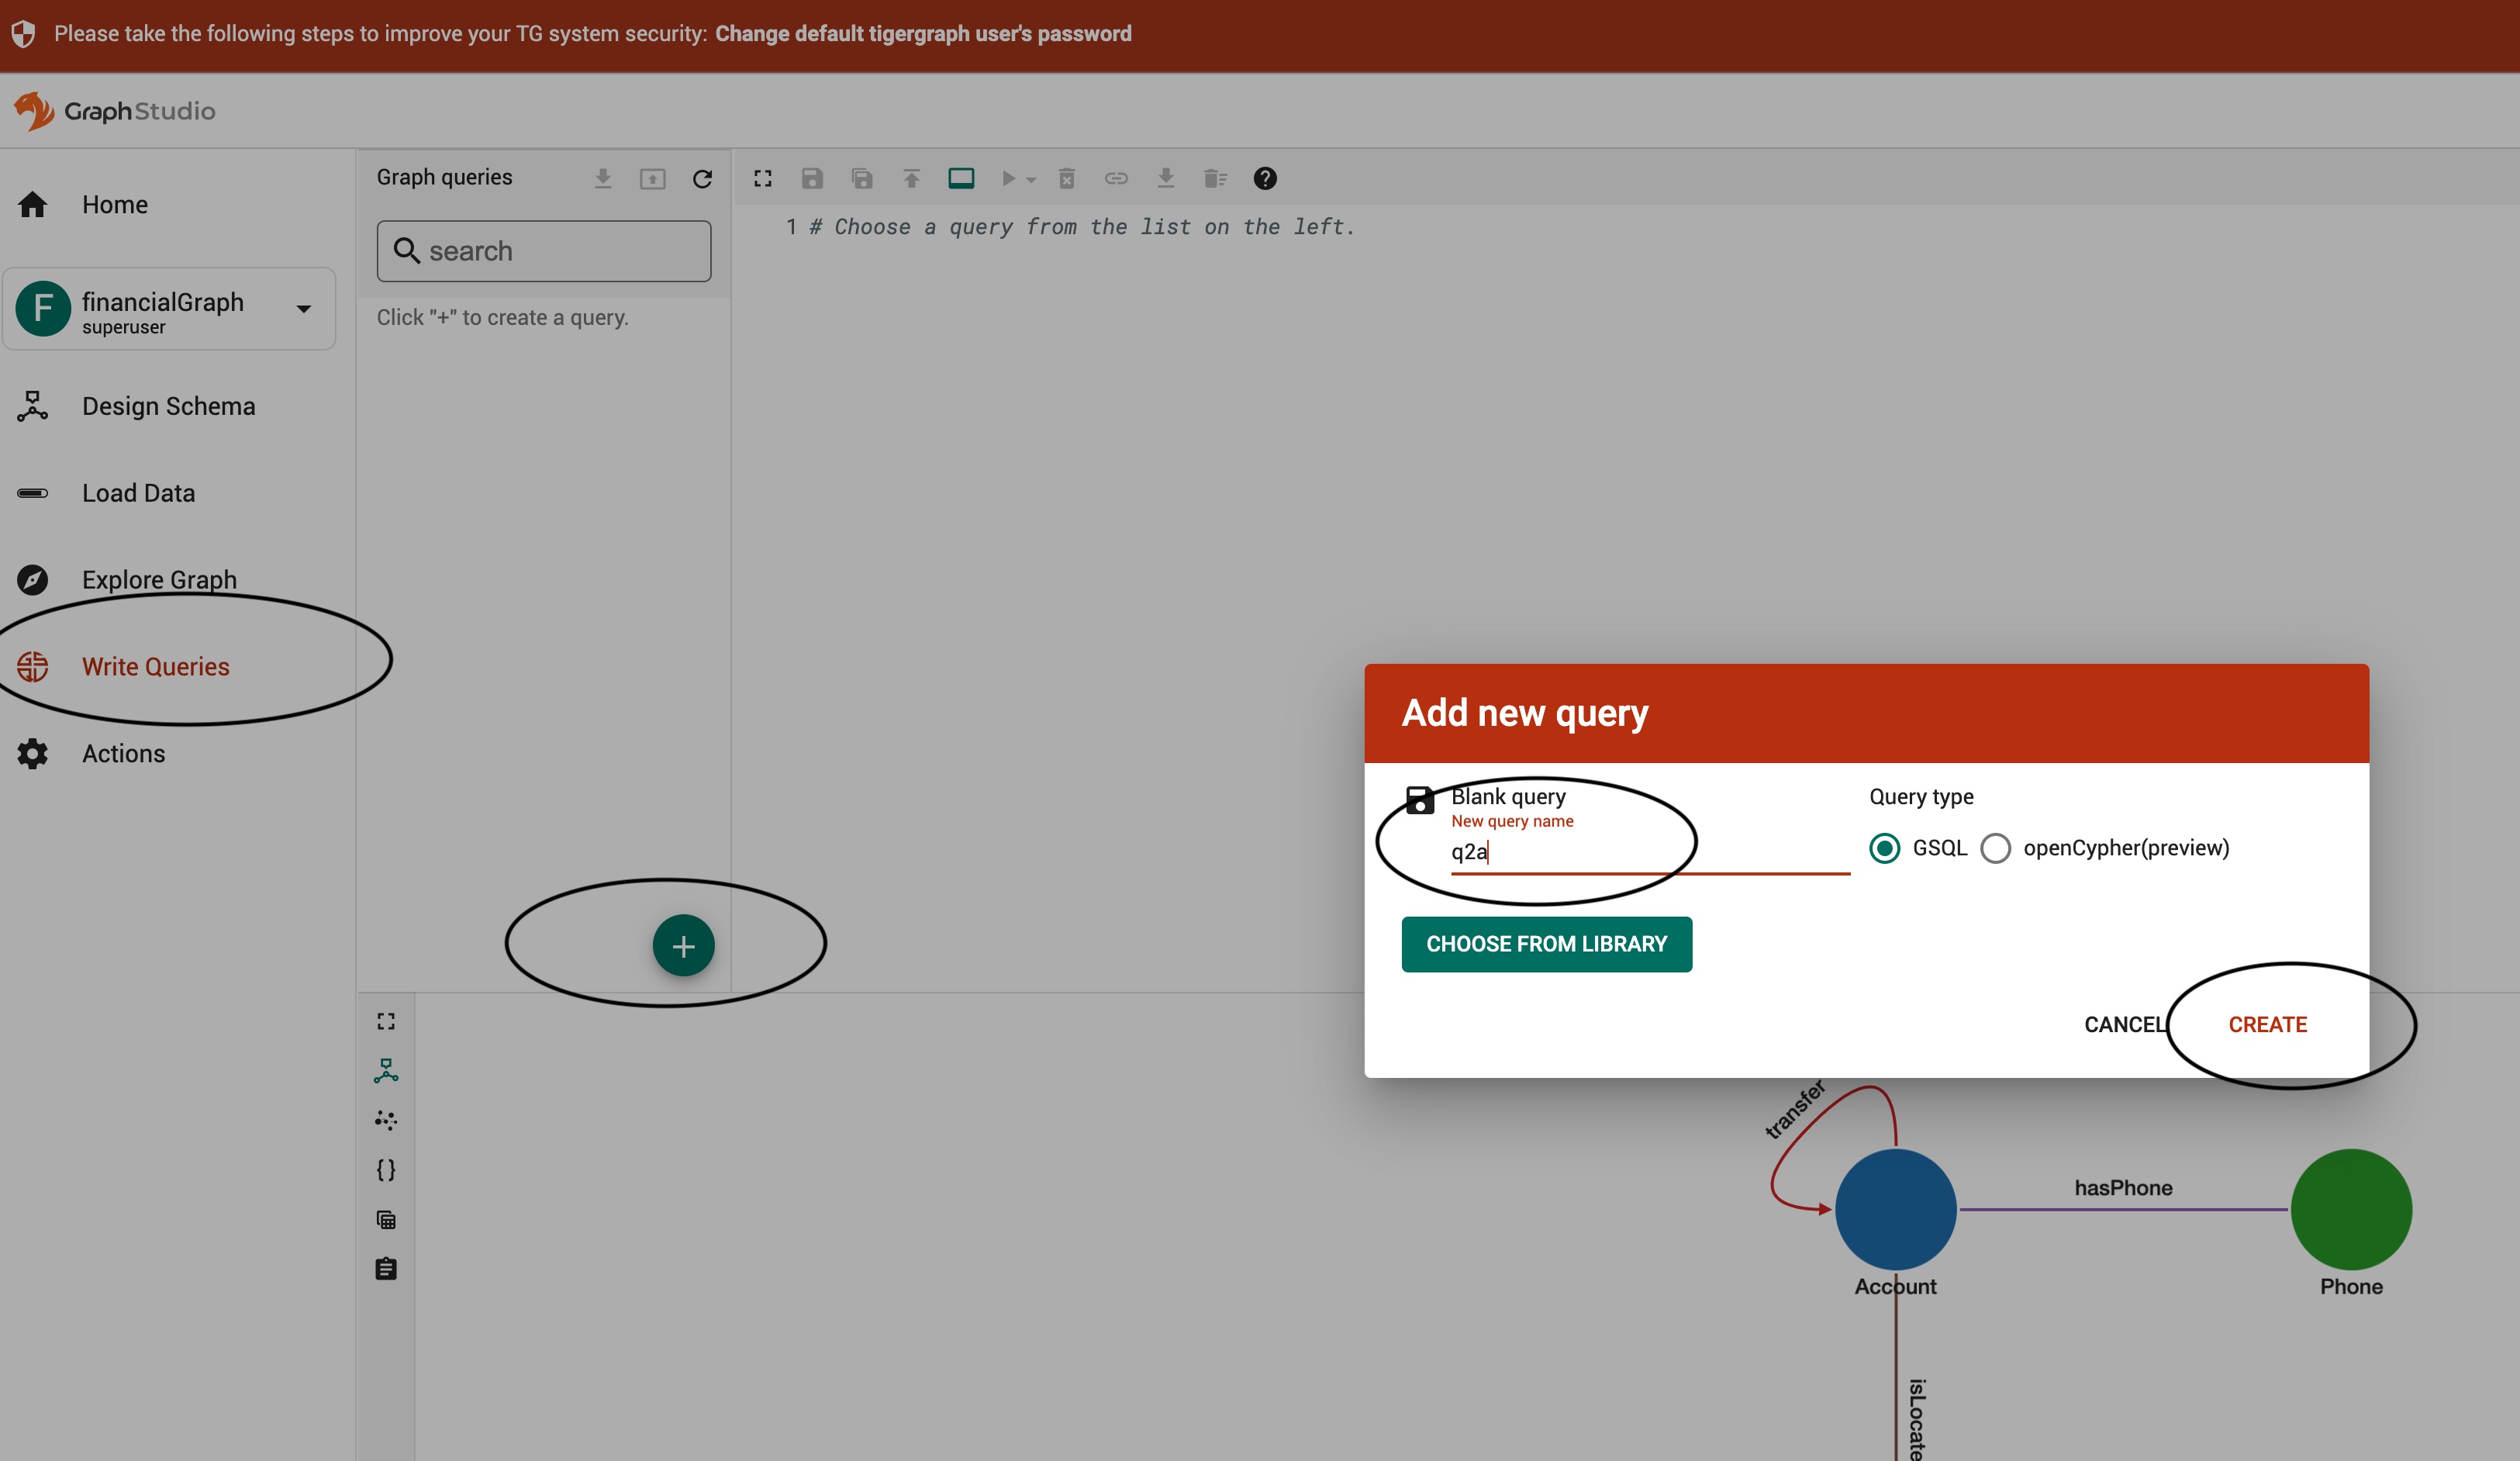 Please take the following steps to improve your TG system security: Change default tigergraph user's password
GraphStudio
Home
F
financialGraph
superuser
Design Schema
Load Data
Explore Graph
Write Queries
Actions
Graph queries
search
Click "+" to create a query.
1 # Choose a query from the list on the left.
Add new query
Blank query
New query name
q2a
Query type
GSQL
openCypher(preview)
CHOOSE FROM LIBRARY
CANCEL
CREATE
transfer
hasPhone
Account
Phone
isLocate